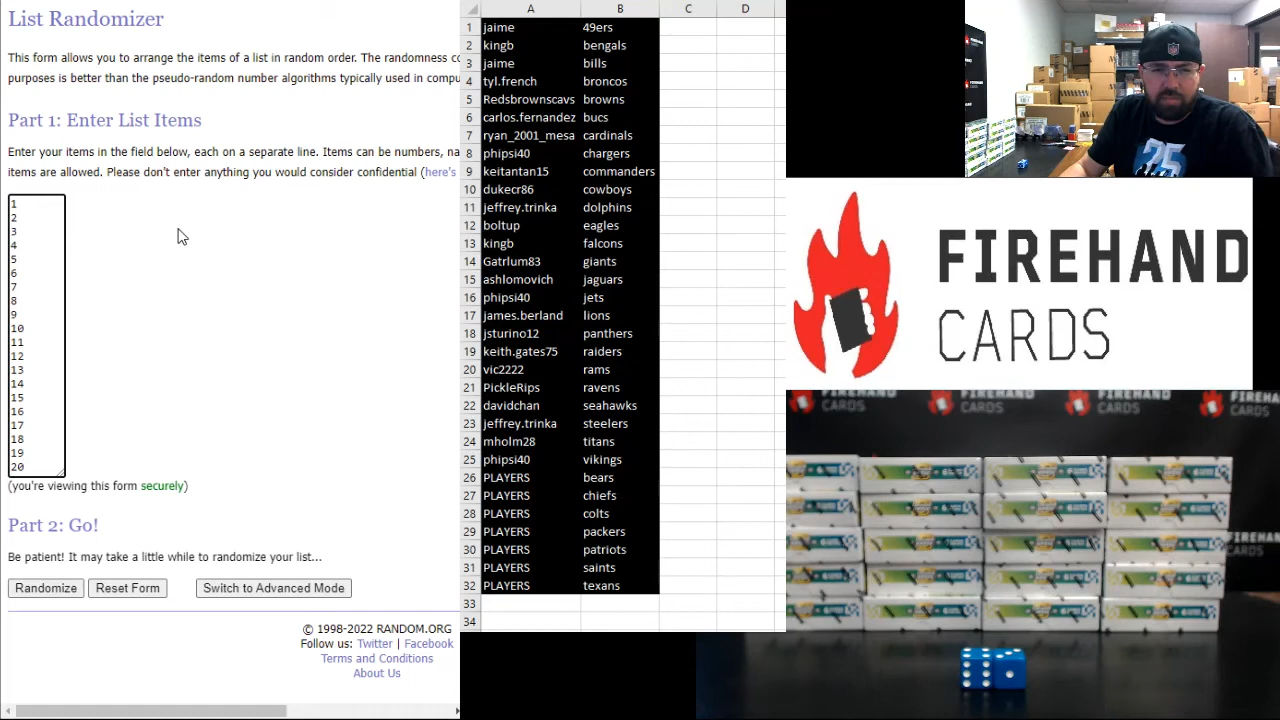 List Randomizer
This form allows you to arrange the items of a list in random order. The randomness co
purposes is better than the pseudo-random number algorithms typically used in compu
Part 1: Enter List Items
Enter your items in the field below, each on a separate line. Items can be numbers, na
items are allowed. Please don't enter anything you would consider confidential (here's
1
2
3
4
5
6
7
8
9
10
11
12
13
14
15
16
17
18
19
20
(you're viewing this form securely)
Part 2: Go!
Be patient! It may take a little while to randomize your list...
Randomize Reset Form Switch to Advanced Mode
© 1998-2022 RANDOM.ORG
Follow us: Twitter | Facebook
Terms and Conditions
About Us
A B C D
1 jaime 49ers
2 kingb bengals
3 jaime bills
4 tyl.french broncos
5 Redsbrownscavs browns
6 carlos.fernandez bucs
7 ryan_2001_mesa cardinals
8 phipsi40 chargers
9 keitantan15 commanders
10 dukecr86 cowboys
11 jeffrey.trinka dolphins
12 boltup eagles
13 kingb falcons
14 Gatrlum83 giants
15 ashlomovich jaguars
16 phipsi40 jets
17 james.berland lions
18 jsturino12 panthers
19 keith.gates75 raiders
20 vic2222 rams
21 PickleRips ravens
22 davidchan seahawks
23 jeffrey.trinka steelers
24 mholm28 titans
25 phipsi40 vikings
26 PLAYERS bears
27 PLAYERS chiefs
28 PLAYERS colts
29 PLAYERS packers
30 PLAYERS patriots
31 PLAYERS saints
32 PLAYERS texans
33
34
25
FIREHAND
CARDS
FIREHAND
CARDS
FIREHAND
CARDS
FIREHAND
CARDS